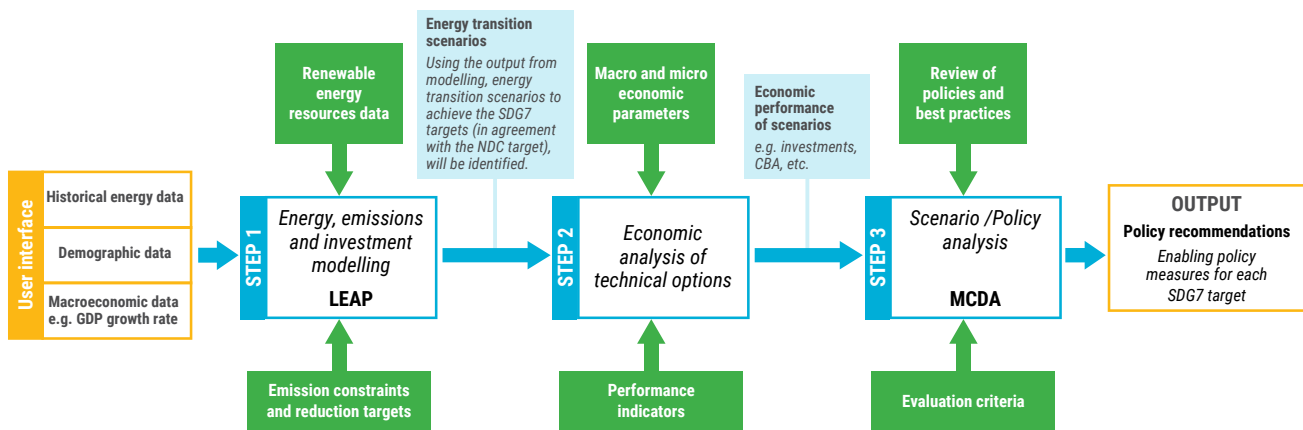 User interface
Historical energy data
Demographic data
Macroeconomic data
e.g. GDP growth rate
Renewable
energy
resources data
STEP 1
Energy, emissions
and investment
modelling
LEAP
Emission constraints
and reduction targets
Energy transition
scenarios
Using the output from
modelling, energy
transition scenarios to
achieve the SDG7
targets (in agreement
with the NDC target),
will be identified.
Macro and micro
economic
parameters
STEP 2
Economic
analysis of
technical options
Performance
indicators
Economic
performance
of scenarios
e.g. investments,
CBA, etc.
Review of
policies and
best practices
STEP 3
Scenario /Policy
analysis
MCDA
Evaluation criteria
OUTPUT
Policy recommendations
Enabling policy
measures for each
SDG7 target